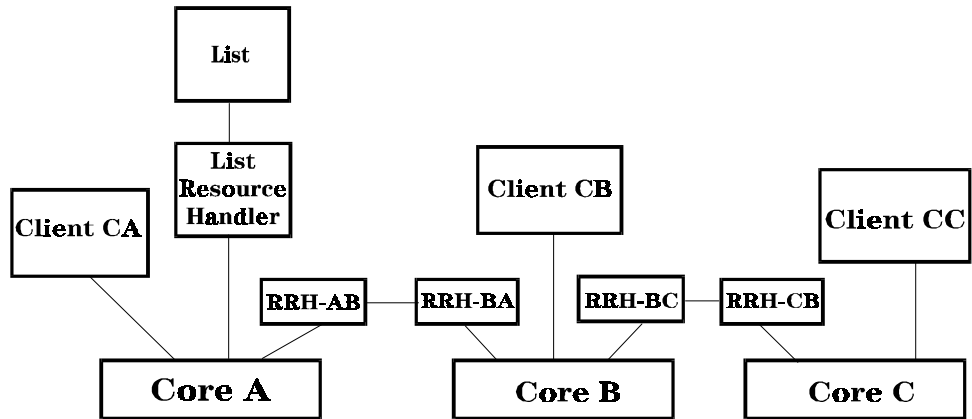 List
List
Resource
Handler
Client CA
Client CB
Client CC
RRH-AB
RRH-BA
RRH-BC
RRH-CB
Core A
Core B
Core C